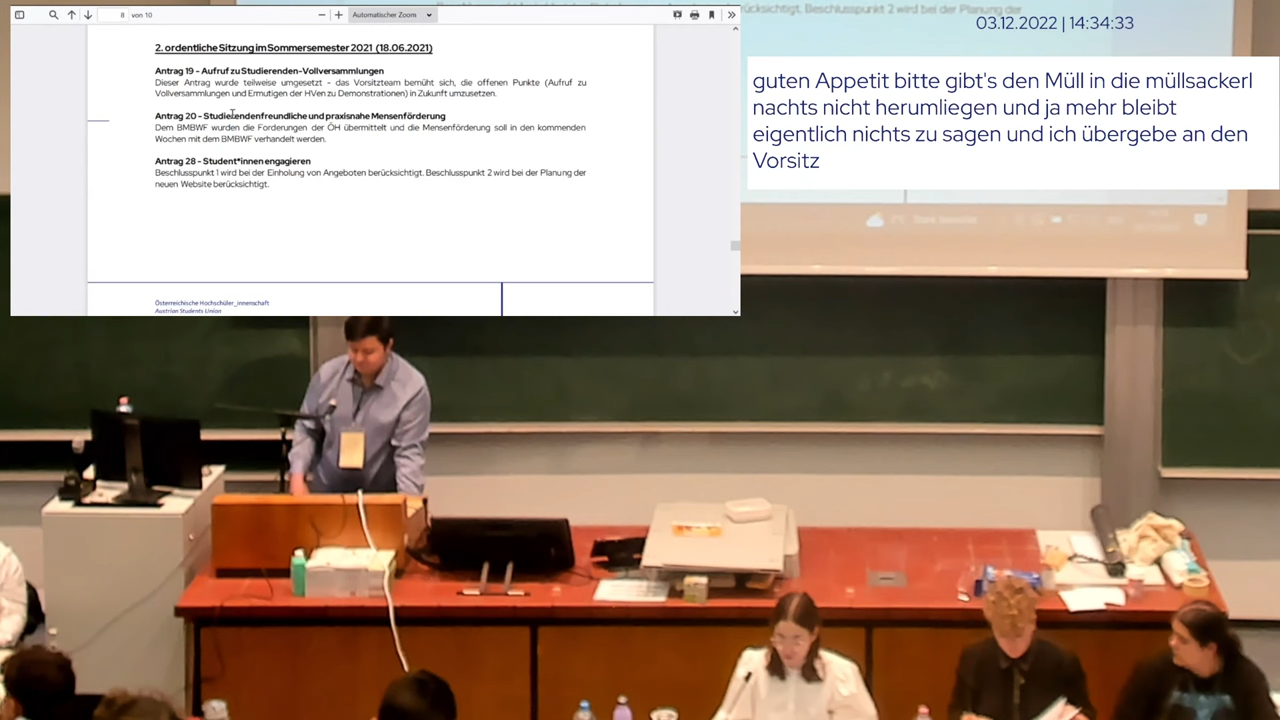 8 von 10
Automatischer Zoom
2. ordentliche Sitzung im Sommersemester 2021 (18.06.2021)
Antrag 19 – Aufruf zu Studierenden-Vollversammlungen
Dieser Antrag wurde teilweise umgesetzt - das Vorsitzteam bemüht sich, die offenen Punkte (Aufruf zu
Vollversammlungen und Ermutigen der HVen zu Demonstrationen) in Zukunft umzusetzen.
Antrag 20 – Studierendenfreundliche und praxisnahe Mensenförderung
Dem BMBWF wurden die Forderungen der ÖH übermittelt und die Mensenförderung soll in den kommenden
Wochen mit dem BMBWF verhandelt werden.
Antrag 28 – Student*innen engagieren
Beschlusspunkt 1 wird bei der Einholung von Angeboten berücksichtigt. Beschlusspunkt 2 wird bei der Planung der
neuen Website berücksichtigt.
Österreichische Hochschüler_innenschaft
Austrian Students Union
03.12.2022 | 14:34:33
guten Appetit bitte gibt's den Müll in die müllsackerl
nachts nicht herumliegen und ja mehr bleibt
eigentlich nichts zu sagen und ich übergebe an den
Vorsitz